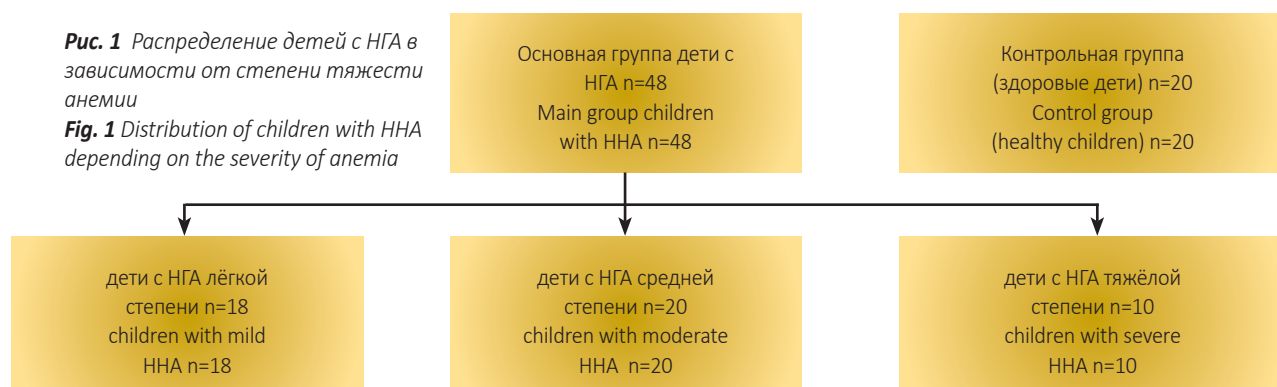 Рис. 1 Распределение детей с НГА в
зависимости от степени тяжести
анемии
Fig. 1 Distribution of children with HHA
depending on the severity of anemia
Основная группа дети с
НГА n=48
Main group children
with HHA n=48
Контрольная группа
(здоровые дети) n=20
Control group
(healthy children) n=20
дети с НГА лёгкой
степени n=18
children with mild
HHA n=18
дети с НГА средней
степени n=20
children with moderate
HHA n=20
дети с НГА тяжёлой
степени n=10
children with severe
HHA n=10